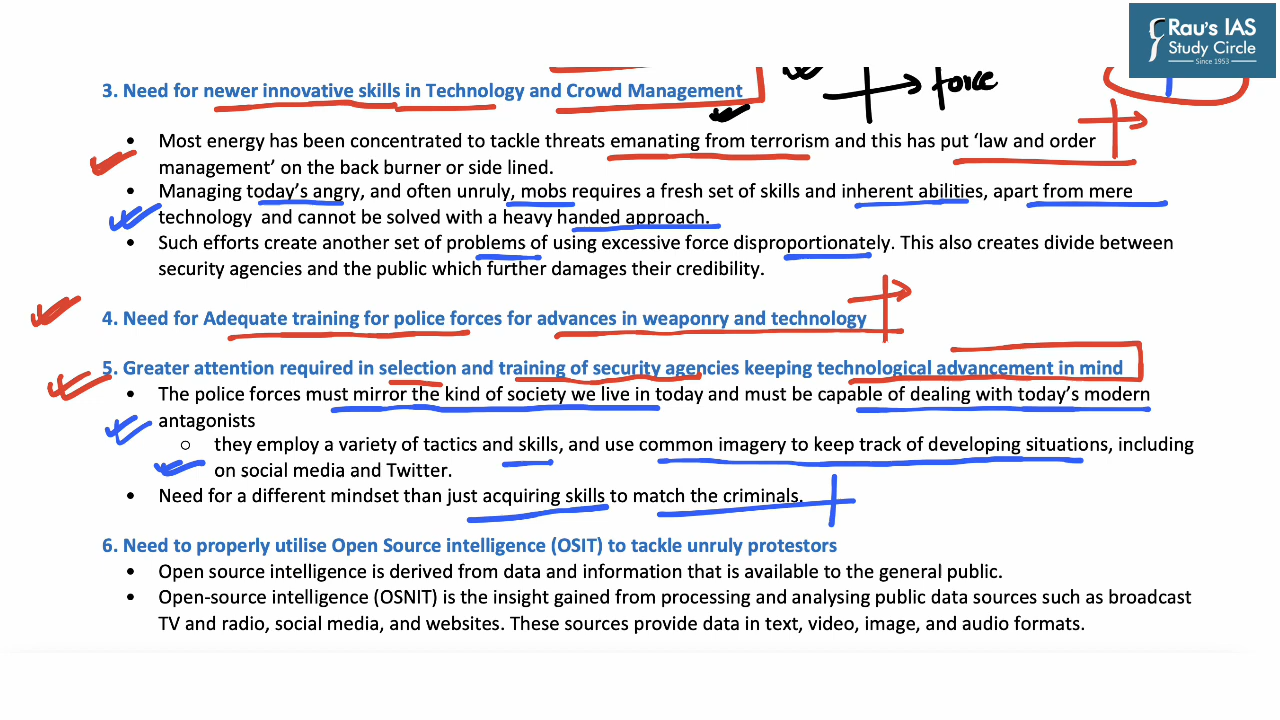 Rau's IAS
Study Circle
Since 1953
force
3. Need for newer innovative skills in Technology and Crowd Management
• Most energy has been concentrated to tackle threats emanating from terrorism and this has put ‘law and order
management’ on the back burner or side lined.
• Managing today’s angry, and often unruly, mobs requires a fresh set of skills and inherent abilities, apart from mere
technology and cannot be solved with a heavy handed approach.
• Such efforts create another set of problems of using excessive force disproportionately. This also creates divide between
security agencies and the public which further damages their credibility.
4. Need for Adequate training for police forces for advances in weaponry and technology
5. Greater attention required in selection and training of security agencies keeping technological advancement in mind
• The police forces must mirror the kind of society we live in today and must be capable of dealing with today’s modern
antagonists
o they employ a variety of tactics and skills, and use common imagery to keep track of developing situations, including
on social media and Twitter.
• Need for a different mindset than just acquiring skills to match the criminals.
6. Need to properly utilise Open Source intelligence (OSIT) to tackle unruly protestors
• Open source intelligence is derived from data and information that is available to the general public.
• Open-source intelligence (OSNIT) is the insight gained from processing and analysing public data sources such as broadcast
TV and radio, social media, and websites. These sources provide data in text, video, image, and audio formats.